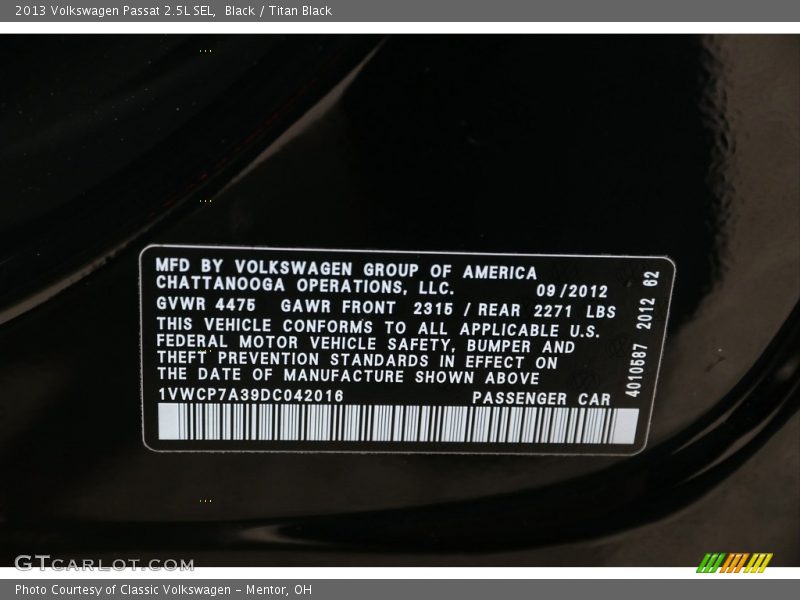 2013 Volkswagen Passat 2.5L SEL, Black / Titan Black
MFD BY VOLKSWAGEN GROUP OF AMERICA
CHATTANOOGA OPERATIONS, LLC. 09/2012
GVWR 4475 GAWR FRONT 2315 / REAR 2271 LBS
THIS VEHICLE CONFORMS TO ALL APPLICABLE U.S.
FEDERAL MOTOR VEHICLE SAFETY, BUMPER AND
THEFT PREVENTION STANDARDS IN EFFECT ON
THE DATE OF MANUFACTURE SHOWN ABOVE
1VWCP7A39DC042016 PASSENGER CAR
4010587 2012 62
GTCARLOT.COM
Photo Courtesy of Classic Volkswagen - Mentor, OH